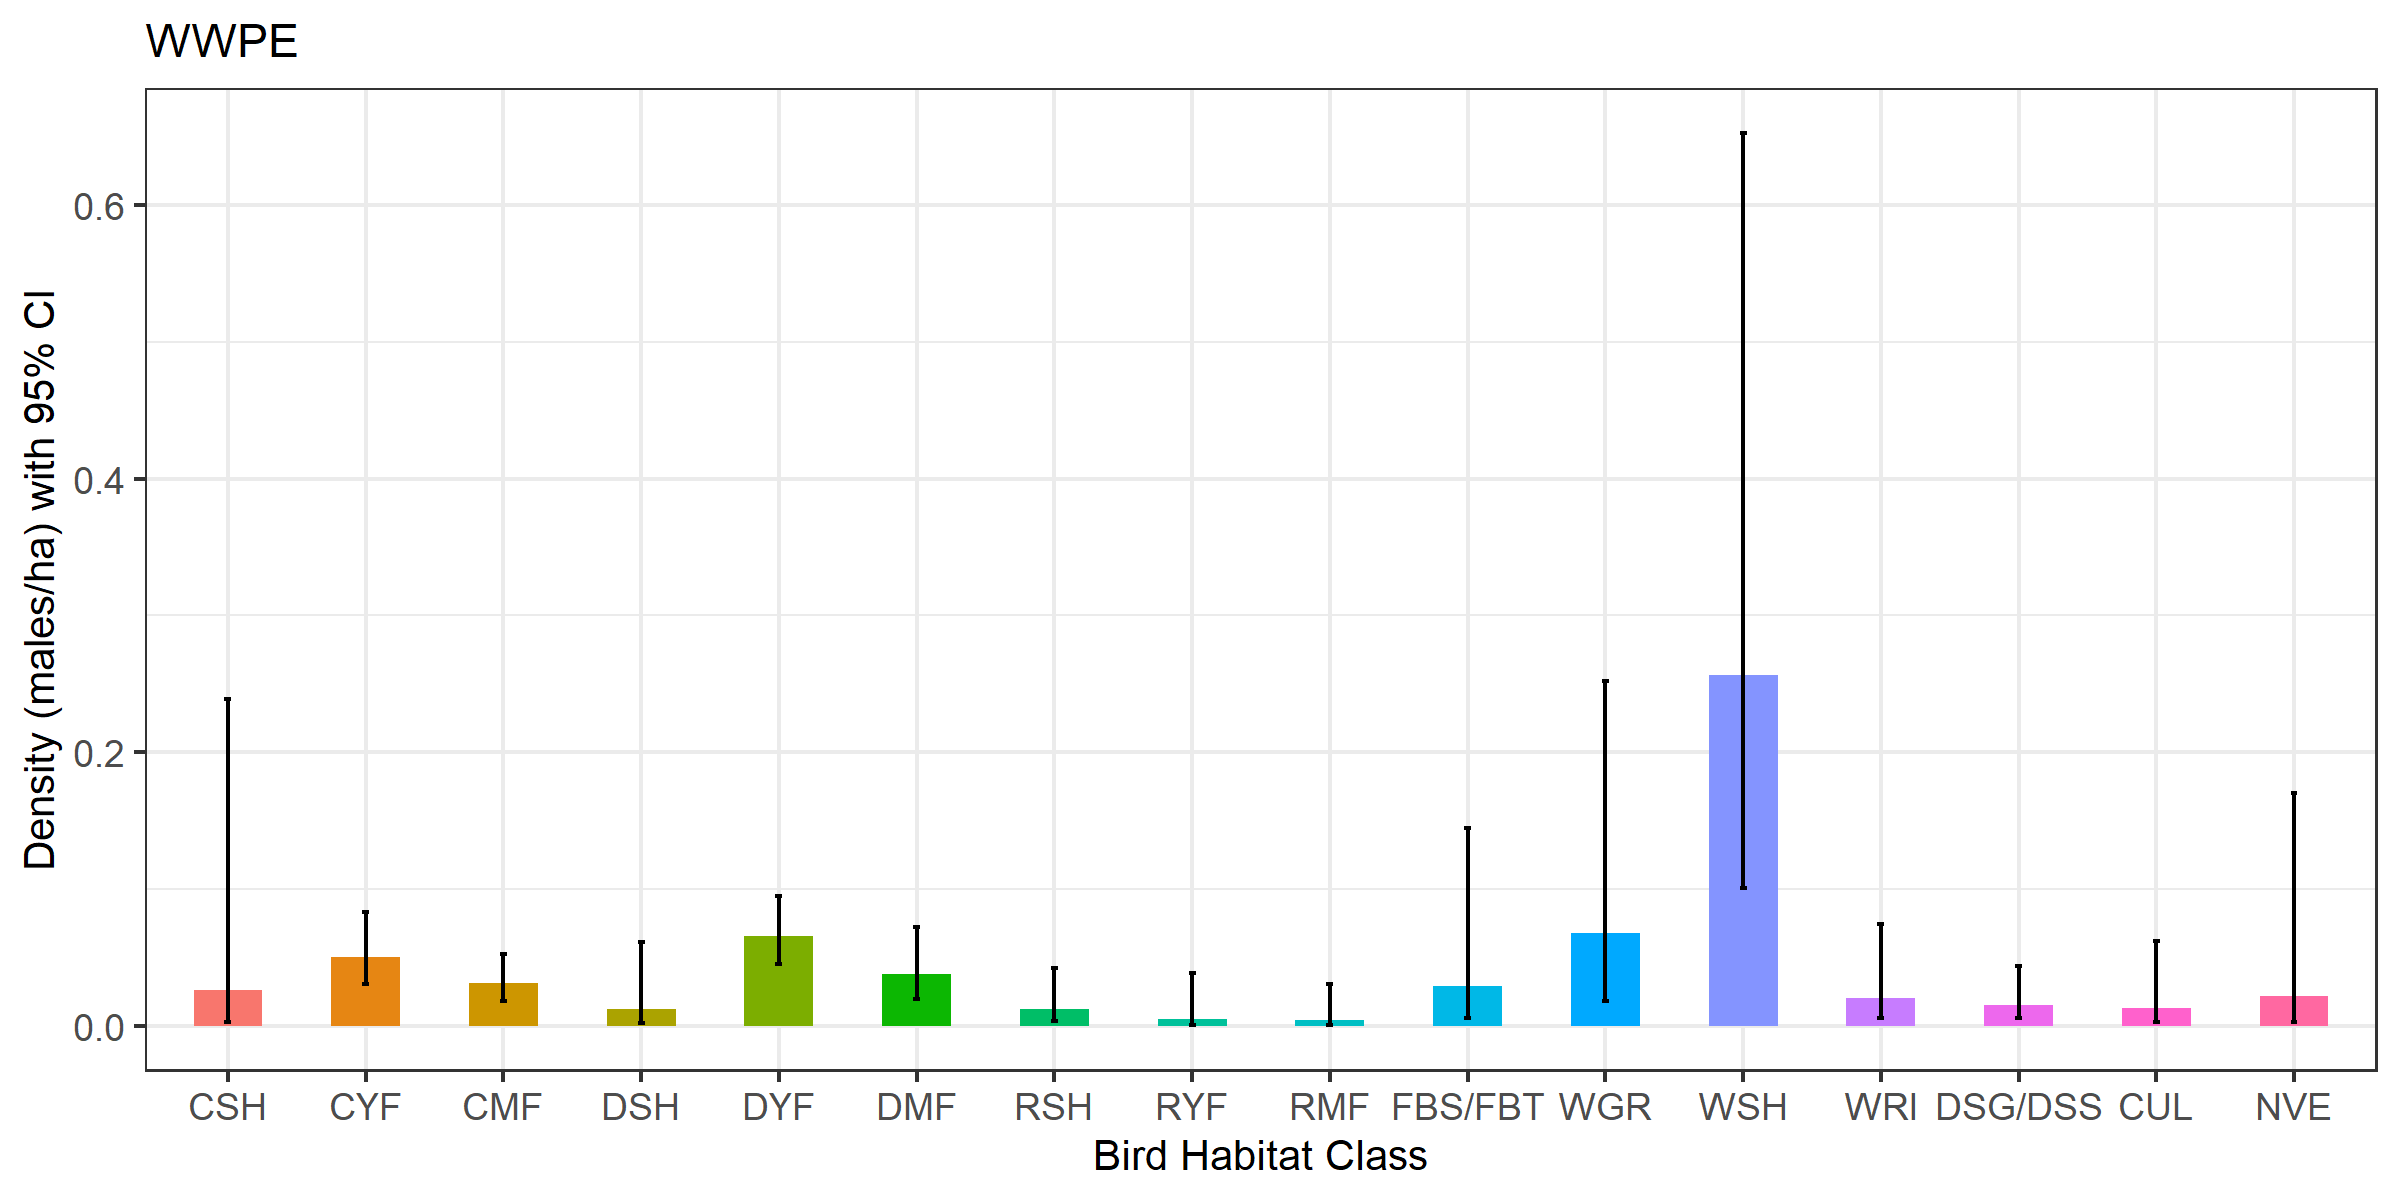 WWPE
Density (males/ha) with 95% CI
0.6
0.4
0.2
0.0
CSH CYF CMF DSH DYF DMF RSH RYF RMF FBS/FBT WGR WSH WRI DSG/DSS CUL NVE
Bird Habitat Class